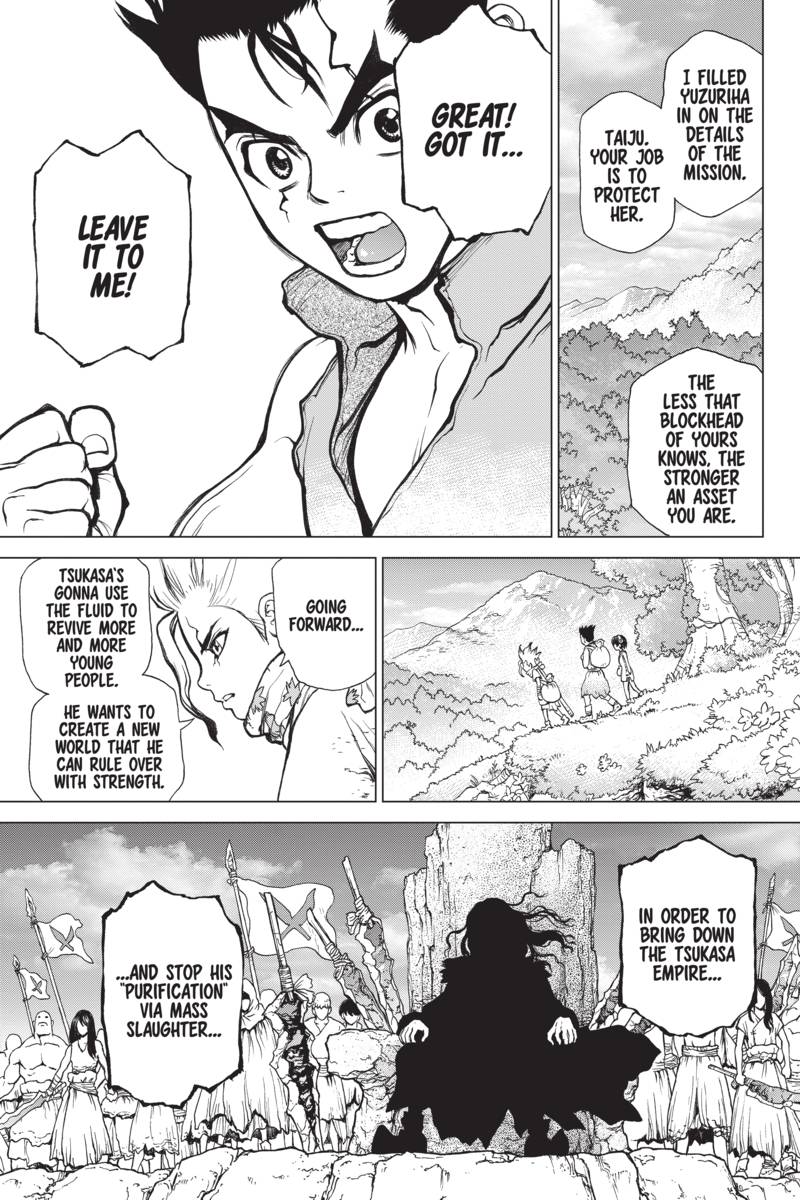 I FILLED
YUZURIHA
IN ON THE
DETAILS
OF THE
MISSION.
TAIJU.
YOUR JOB
IS TO
PROTECT
HER.
THE
LESS THAT
BLOCKHEAD
OF YOURS
KNOWS, THE
STRONGER
AN ASSET
YOU ARE.
GREAT!
GOT IT...
LEAVE
IT TO
ME!
GOING
FORWARD...
TSUKASA'S
GONNA USE
THE FLUID TO
REVIVE MORE
AND MORE
YOUNG
PEOPLE.
HE WANTS TO
CREATE A NEW
WORLD THAT HE
CAN RULE OVER
WITH STRENGTH.
IN ORDER TO
BRING DOWN
THE TSUKASA
EMPIRE...
...AND STOP HIS
"PURIFICATION"
VIA MASS
SLAUGHTER...